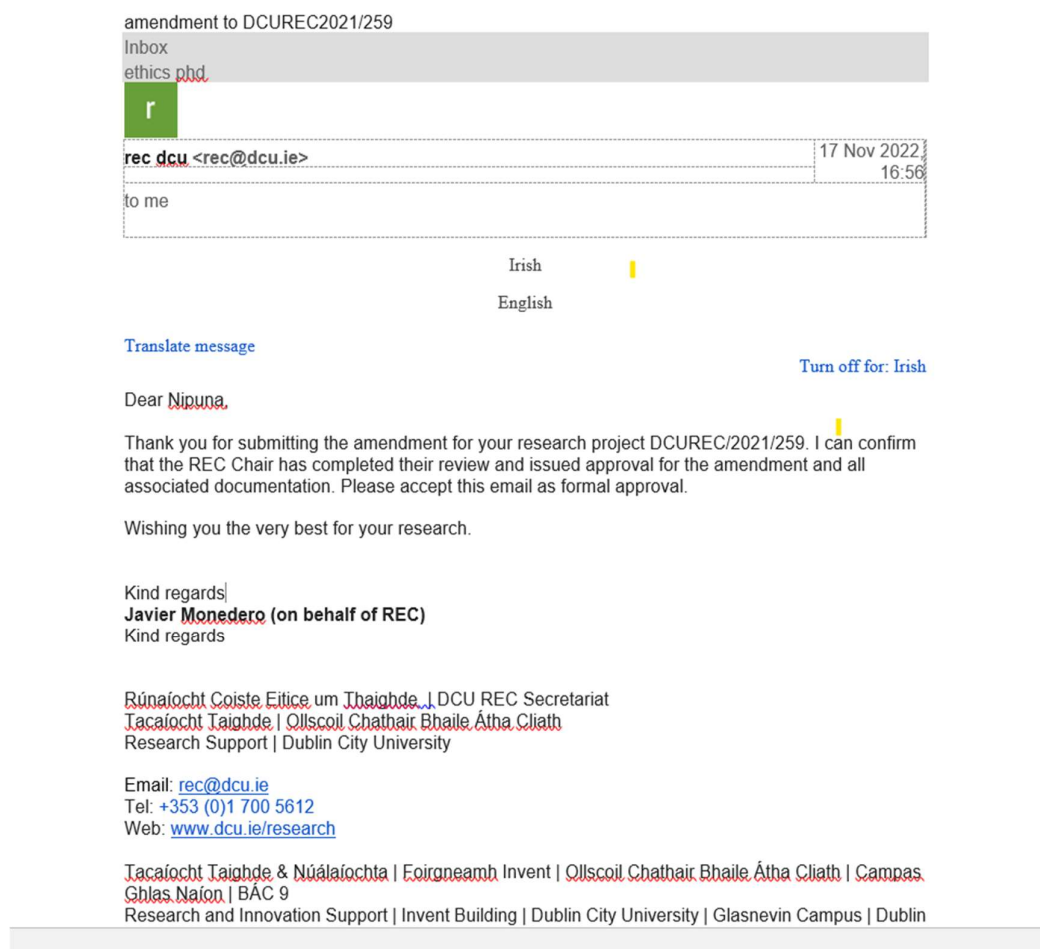 amendment to DCUREC2021/259
Inbox
ethics phd
r
rec dcu <rec@dcu.ie>
17 Nov 2022,
16:56
to me
Irish
English
Translate message
Turn off for: Irish
Dear Nipuna,
Thank you for submitting the amendment for your research project DCUREC/2021/259. I can confirm
that the REC Chair has completed their review and issued approval for the amendment and all
associated documentation. Please accept this email as formal approval.
Wishing you the very best for your research.
Kind regards
Javier Monedero (on behalf of REC)
Kind regards
Rúnaíocht Coiste Eitice um Thaighde | DCU REC Secretariat
Tacaíocht Taighde | Ollscoil Chathair Bhaile Átha Cliath
Research Support | Dublin City University
Email: rec@dcu.ie
Tel: +353 (0)1 700 5612
Web: www.dcu.ie/research
Tacaíocht Taighde & Núálaíochta | Foirgneamh Invent | Ollscoil Chathair Bhaile Átha Cliath | Campas
Ghlas Naíon | BÁC 9
Research and Innovation Support | Invent Building | Dublin City University | Glasnevin Campus | Dublin